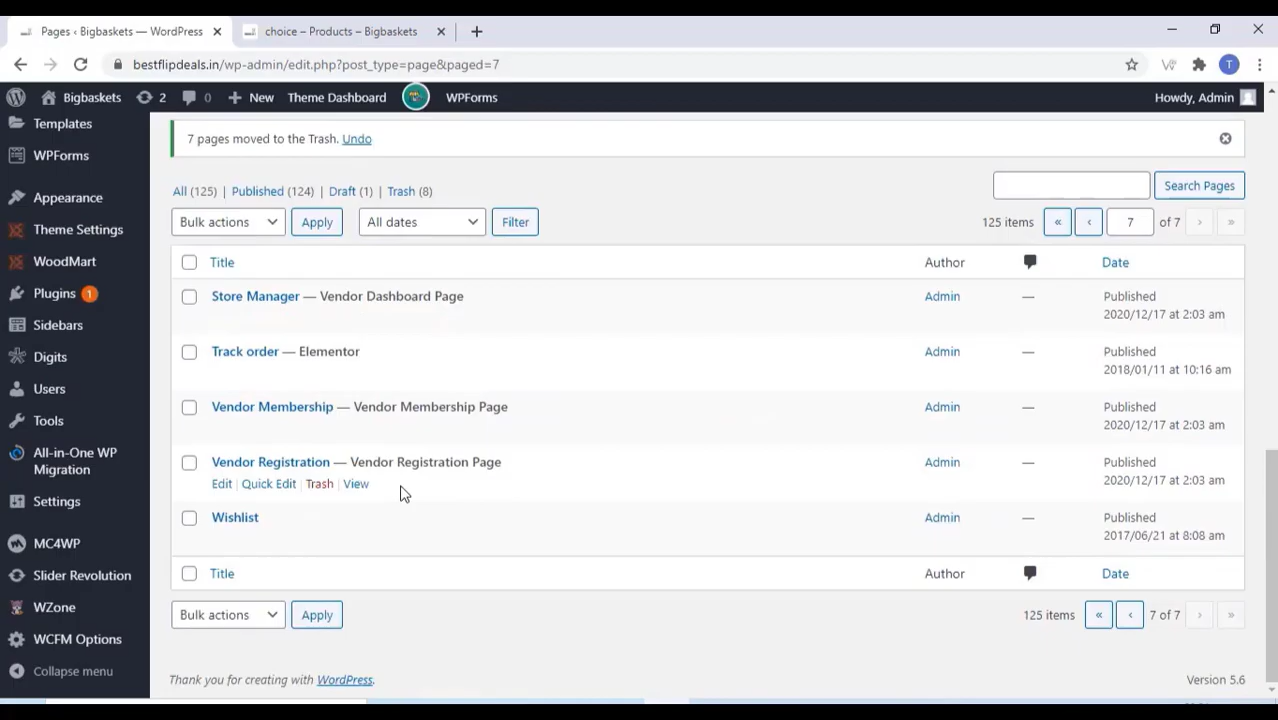 Pages ‹ Bigbaskets — WordPress
choice – Products – Bigbaskets
bestflipdeals.in/wp-admin/edit.php?post_type=page&paged=7
T
Bigbaskets 2 0 New Theme Dashboard WPForms Howdy, Admin
Templates
WPForms
Appearance
Theme Settings
WoodMart
Plugins 1
Sidebars
Digits
Users
Tools
All-in-One WP
Migration
Settings
MC4WP
Slider Revolution
WZone
WCFM Options
Collapse menu
7 pages moved to the Trash. Undo
All (125) | Published (124) | Draft (1) | Trash (8)
Search Pages
Bulk actions Apply All dates Filter 125 items « ‹ 7 of 7 › »
Title Author Date
Store Manager — Vendor Dashboard Page Admin — Published
2020/12/17 at 2:03 am
Track order — Elementor Admin — Published
2018/01/11 at 10:16 am
Vendor Membership — Vendor Membership Page Admin — Published
2020/12/17 at 2:03 am
Vendor Registration — Vendor Registration Page Admin — Published
Edit | Quick Edit | Trash | View 2020/12/17 at 2:03 am
Wishlist Admin — Published
2017/06/21 at 8:08 am
Title Author Date
Bulk actions Apply 125 items « ‹ 7 of 7 › »
Thank you for creating with WordPress. Version 5.6